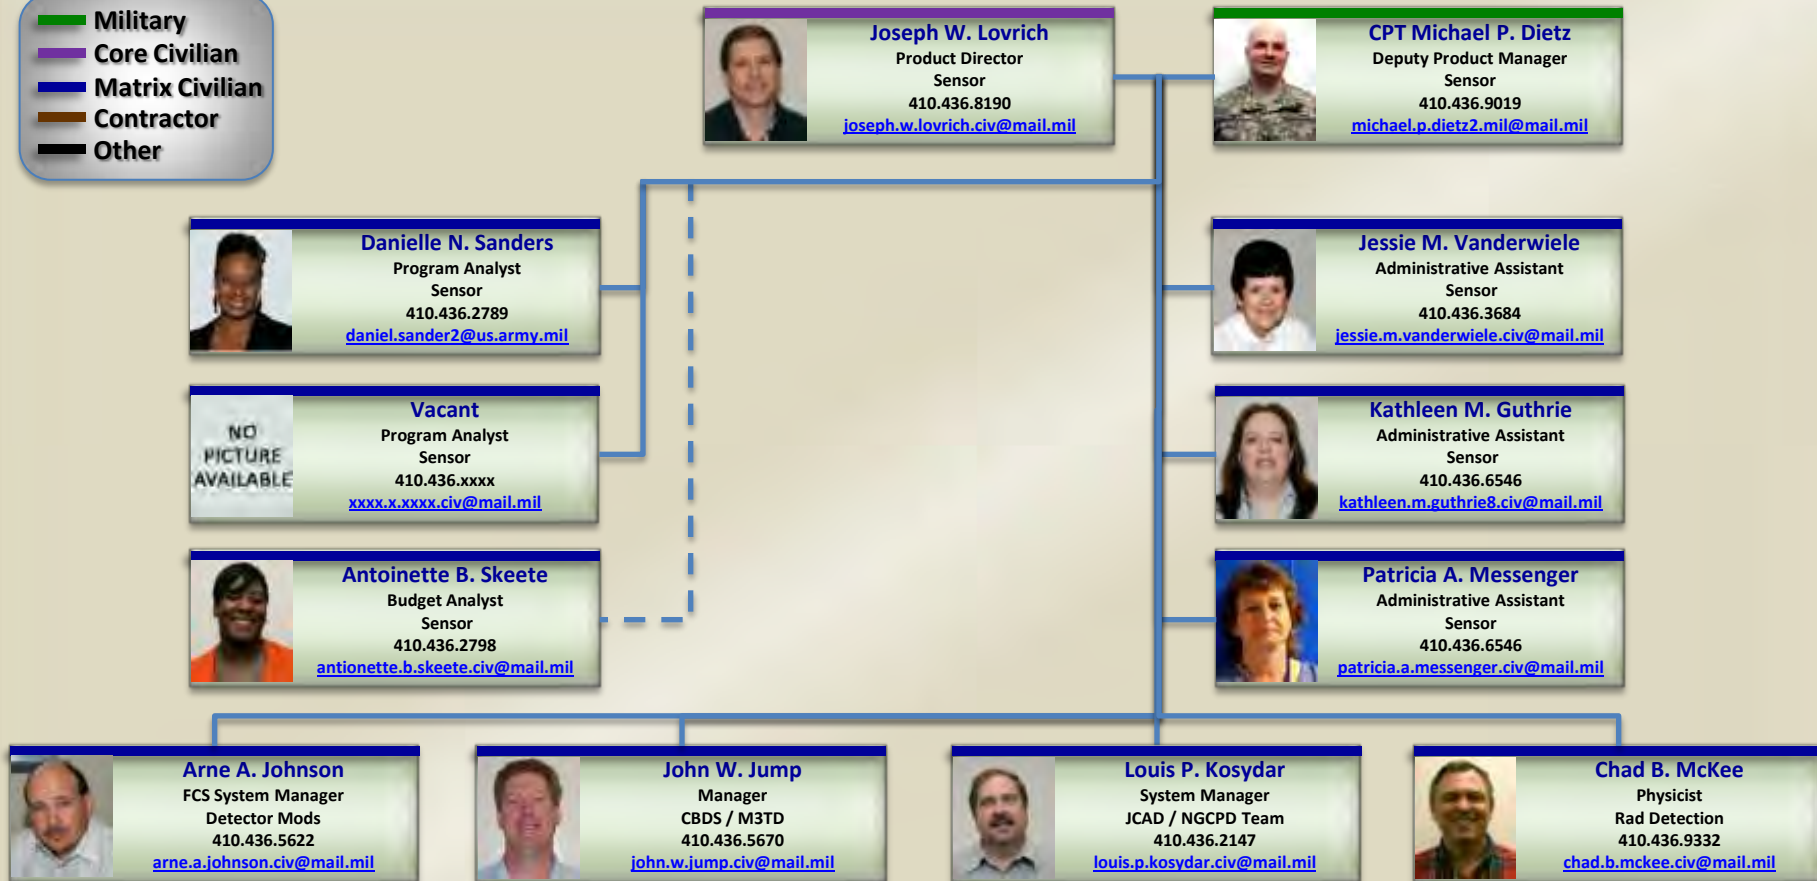 Military
Core Civilian
Matrix Civilian
Contractor
Other
Joseph W. Lovrich
Product Director
Sensor
410.436.8190
joseph.w.lovrich.civ@mail.mil
CPT Michael P. Dietz
Deputy Product Manager
Sensor
410.436.9019
michael.p.dietz2.mil@mail.mil
Danielle N. Sanders
Program Analyst
Sensor
410.436.2789
daniel.sander2@us.army.mil
Jessie M. Vanderwiele
Administrative Assistant
Sensor
410.436.3684
jessie.m.vanderwiele.civ@mail.mil
NO
PICTURE
AVAILABLE
Vacant
Program Analyst
Sensor
410.436.xxxx
xxxx.x.xxxx.civ@mail.mil
Kathleen M. Guthrie
Administrative Assistant
Sensor
410.436.6546
kathleen.m.guthrie8.civ@mail.mil
Antoinette B. Skeete
Budget Analyst
Sensor
410.436.2798
antionette.b.skeete.civ@mail.mil
Patricia A. Messenger
Administrative Assistant
Sensor
410.436.6546
patricia.a.messenger.civ@mail.mil
Arne A. Johnson
FCS System Manager
Detector Mods
410.436.5622
arne.a.johnson.civ@mail.mil
John W. Jump
Manager
CBDS / M3TD
410.436.5670
john.w.jump.civ@mail.mil
Louis P. Kosydar
System Manager
JCAD / NGCPD Team
410.436.2147
louis.p.kosydar.civ@mail.mil
Chad B. McKee
Physicist
Rad Detection
410.436.9332
chad.b.mckee.civ@mail.mil